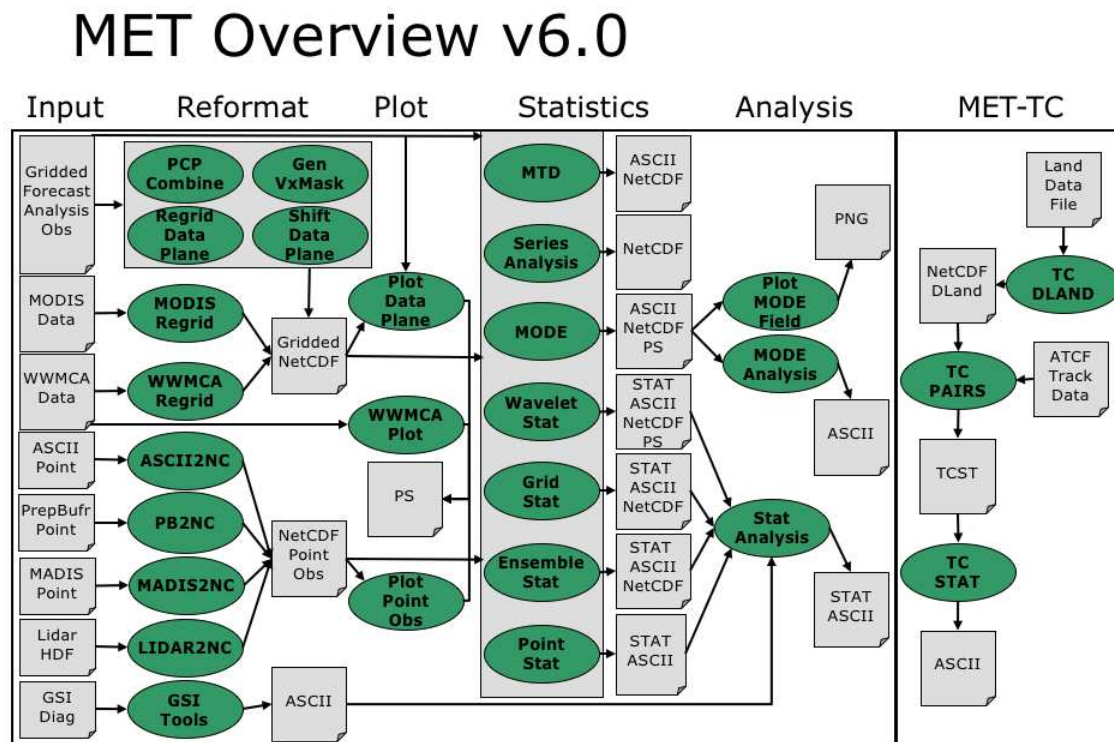 MET Overview v6.0
Input
Reformat
Plot
Statistics
Analysis
MET-TC
Gridded
Forecast
Analysis
Obs
MODIS
Data
WWMCA
Data
ASCII
Point
PrepBufr
Point
MADIS
Point
Lidar
HDF
GSI
Diag
PCP
Combine
Gen
VxMask
Regrid
Data
Plane
Shift
Data
Plane
MODIS
Regrid
WWMCA
Regrid
ASCII2NC
PB2NC
MADIS2NC
LIDAR2NC
GSI
Tools
Gridded
NetCDF
NetCDF
Point
Obs
ASCII
Plot
Data
Plane
WWMCA
Plot
PS
Plot
Point
Obs
MTD
Series
Analysis
MODE
Wavelet
Stat
Grid
Stat
Ensemble
Stat
Point
Stat
ASCII
NetCDF
NetCDF
ASCII
NetCDF
PS
STAT
ASCII
NetCDF
PS
STAT
ASCII
NetCDF
STAT
ASCII
NetCDF
STAT
ASCII
PNG
Plot
MODE
Field
MODE
Analysis
ASCII
Stat
Analysis
STAT
ASCII
Land
Data
File
NetCDF
DLand
TC
DLAND
TC
PAIRS
ATCF
Track
Data
TCST
TC
STAT
ASCII